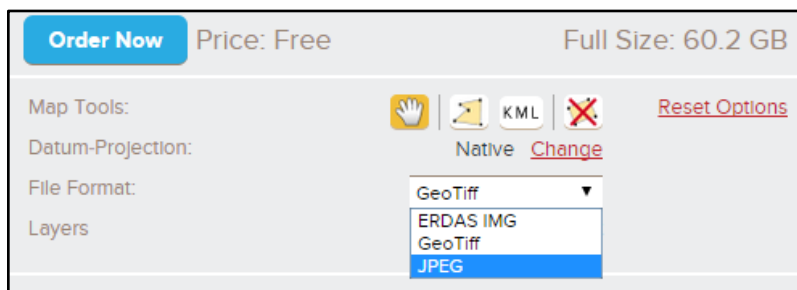 Order Now Price: Free Full Size: 60.2 GB
Map Tools: KML Reset Options
Datum-Projection: Native Change
File Format: GeoTiff
ERDAS IMG
Layers
GeoTiff
JPEG